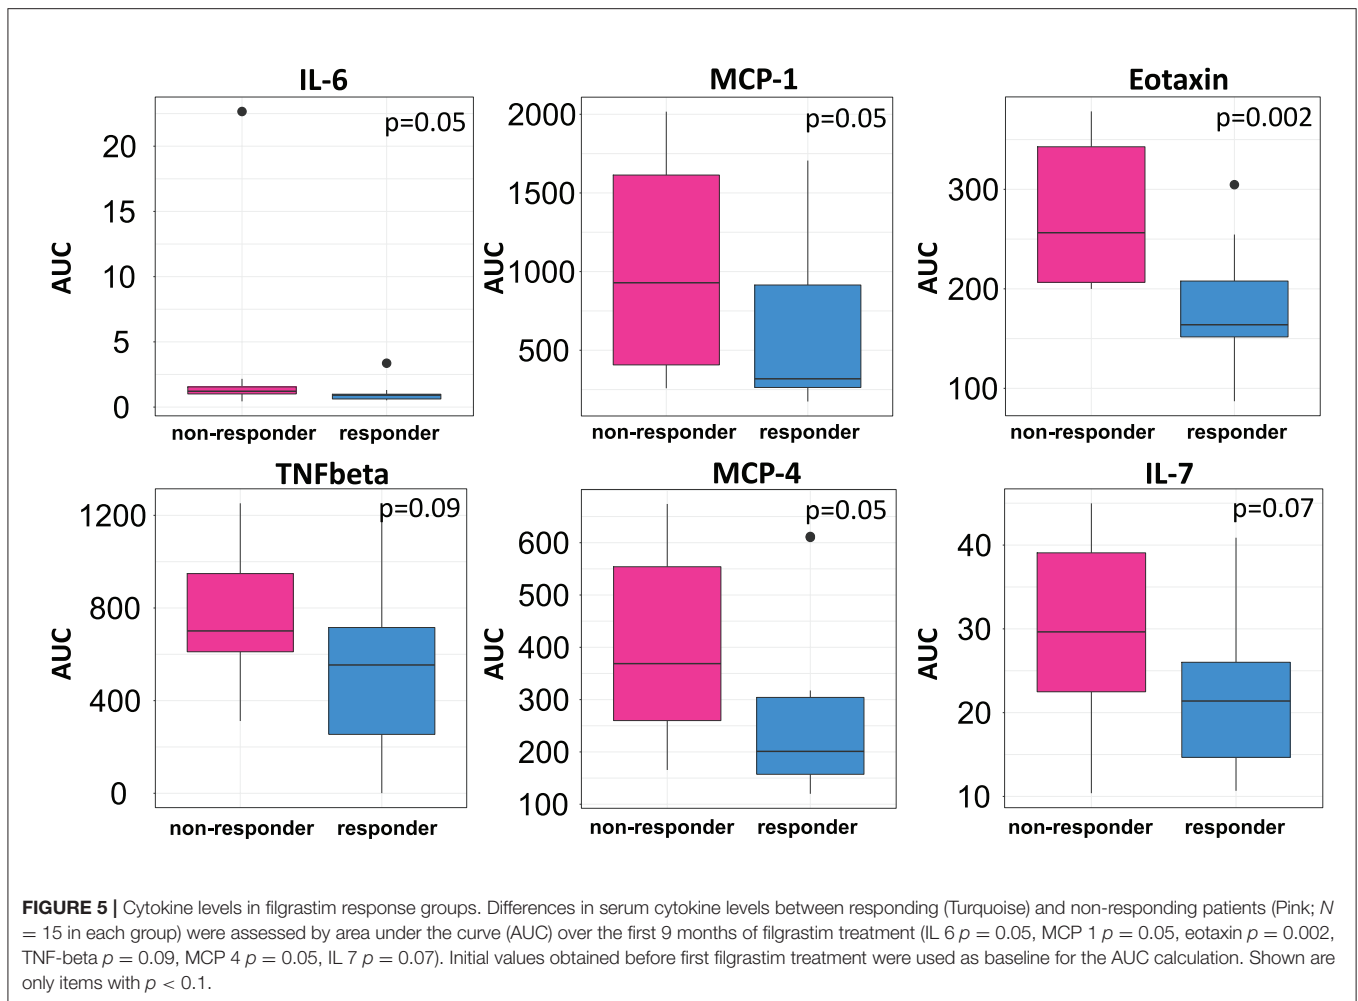 IL-6
p=0.05
20
15
10
5
0
AUC
non-responder responder
MCP-1
p=0.05
2000
1500
1000
500
AUC
non-responder responder
Eotaxin
p=0.002
300
200
100
AUC
non-responder responder
TNFbeta
p=0.09
1200
800
400
0
AUC
non-responder responder
MCP-4
p=0.05
600
500
400
300
200
100
AUC
non-responder responder
IL-7
p=0.07
40
30
20
10
AUC
non-responder responder
FIGURE 5 | Cytokine levels in filgrastim response groups. Differences in serum cytokine levels between responding (Turquoise) and non-responding patients (Pink; N
= 15 in each group) were assessed by area under the curve (AUC) over the first 9 months of filgrastim treatment (IL 6 p = 0.05, MCP 1 p = 0.05, eotaxin p = 0.002,
TNF-beta p = 0.09, MCP 4 p = 0.05, IL 7 p = 0.07). Initial values obtained before first filgrastim treatment were used as baseline for the AUC calculation. Shown are
only items with p < 0.1.